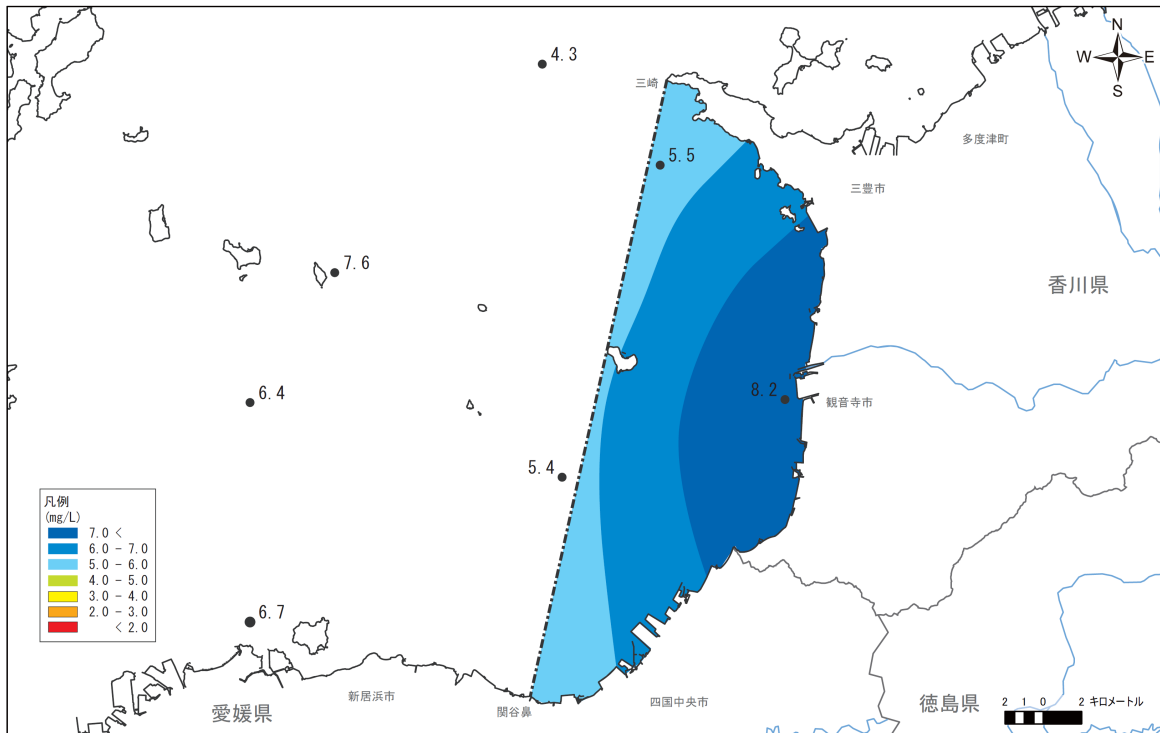 N
4.3
W
E
三崎
S
多度津町
5.5
三豊市
7.6
香川県
8.2
6.4
観音寺市
5.4
凡例
(mg/L)
7.0 <
6.0 - 7.0
5.0 - 6.0
4.0 - 5.0
3.0 - 4.0
2.0 - 3.0
< 2.0
6.7
新居浜市
四国中央市
愛媛県
関谷鼻
徳島県
2 1 0 2 キロメートル